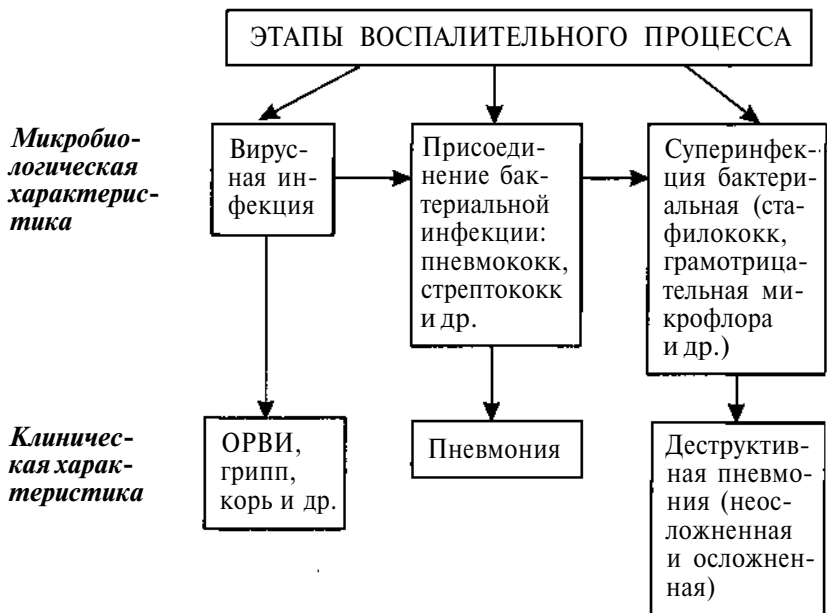 ЭТАПЫ ВОСПАЛИТЕЛЬНОГО ПРОЦЕССА
Микробио-
логическая
характерис-
тика
Вирус-
ная ин-
фекция
Присоеди-
нение бак-
териальной
инфекции:
пневмококк,
стрептококк
и др.
Суперинфек-
ция бактери-
альная (ста-
филококк,
грамотрица-
тельная ми-
крофлора
и др.)
Клиничес-
кая харак-
теристика
ОРВИ,
грипп,
корь и др.
Пневмония
Деструктив-
ная пневмо-
ния (неос-
ложненная
и осложнен-
ная)